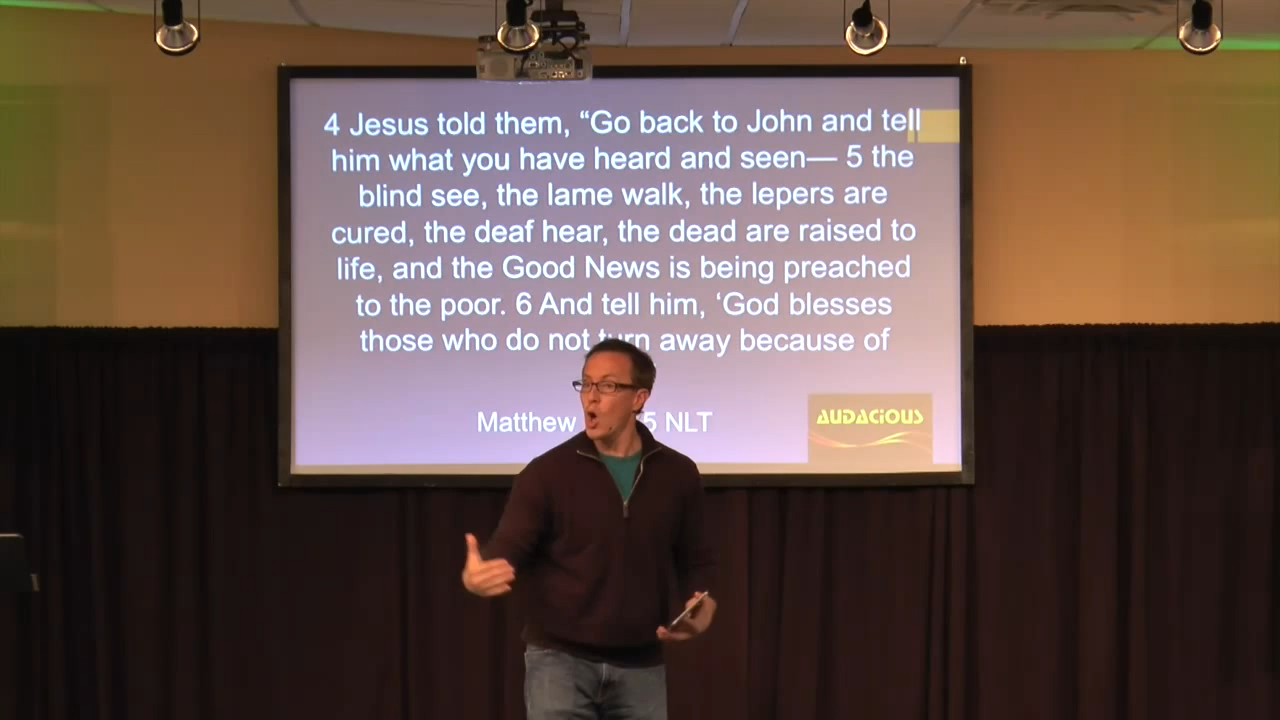 4 Jesus told them, “Go back to John and tell
him what you have heard and seen— 5 the
blind see, the lame walk, the lepers are
cured, the deaf hear, the dead are raised to
life, and the Good News is being preached
to the poor. 6 And tell him, ‘God blesses
those who do not turn away because of
Matthew 5 NLT
AUDACIOUS